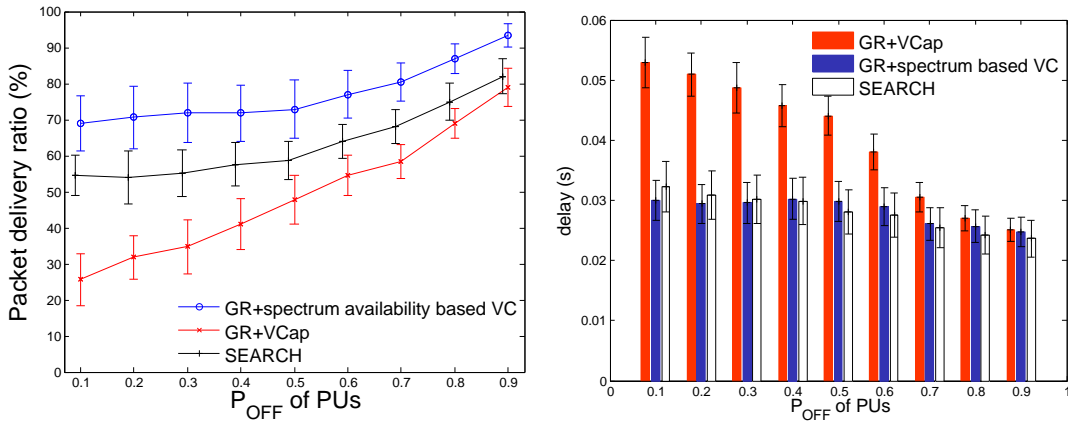 100
90
80
70
60
50
40
30
20
10
0
Packet delivery ratio (%)
GR+spectrum availability based VC
GR+VCap
SEARCH
0.1 0.2 0.3 0.4 0.5 0.6 0.7 0.8 0.9
P_OFF of PUs
0.06
0.05
0.04
0.03
0.02
0.01
0
delay (s)
GR+VCap
GR+spectrum based VC
SEARCH
0 0.1 0.2 0.3 0.4 0.5 0.6 0.7 0.8 0.9 1
P_OFF of PUs